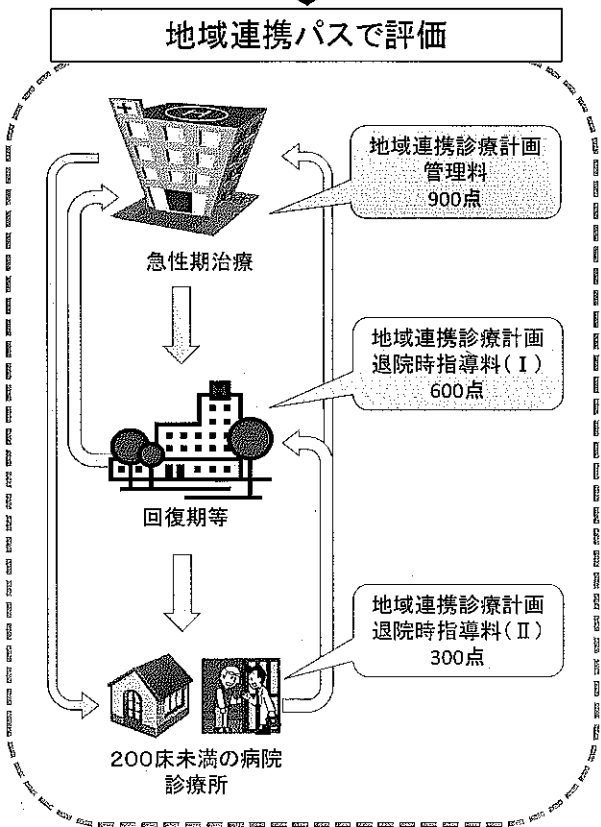 地域連携パスで評価
地域連携診療計画
管理料
900点
急性期治療
地域連携診療計画
退院時指導料(Ⅰ)
600点
回復期等
地域連携診療計画
退院時指導料(Ⅱ)
300点
200床未満の病院
診療所